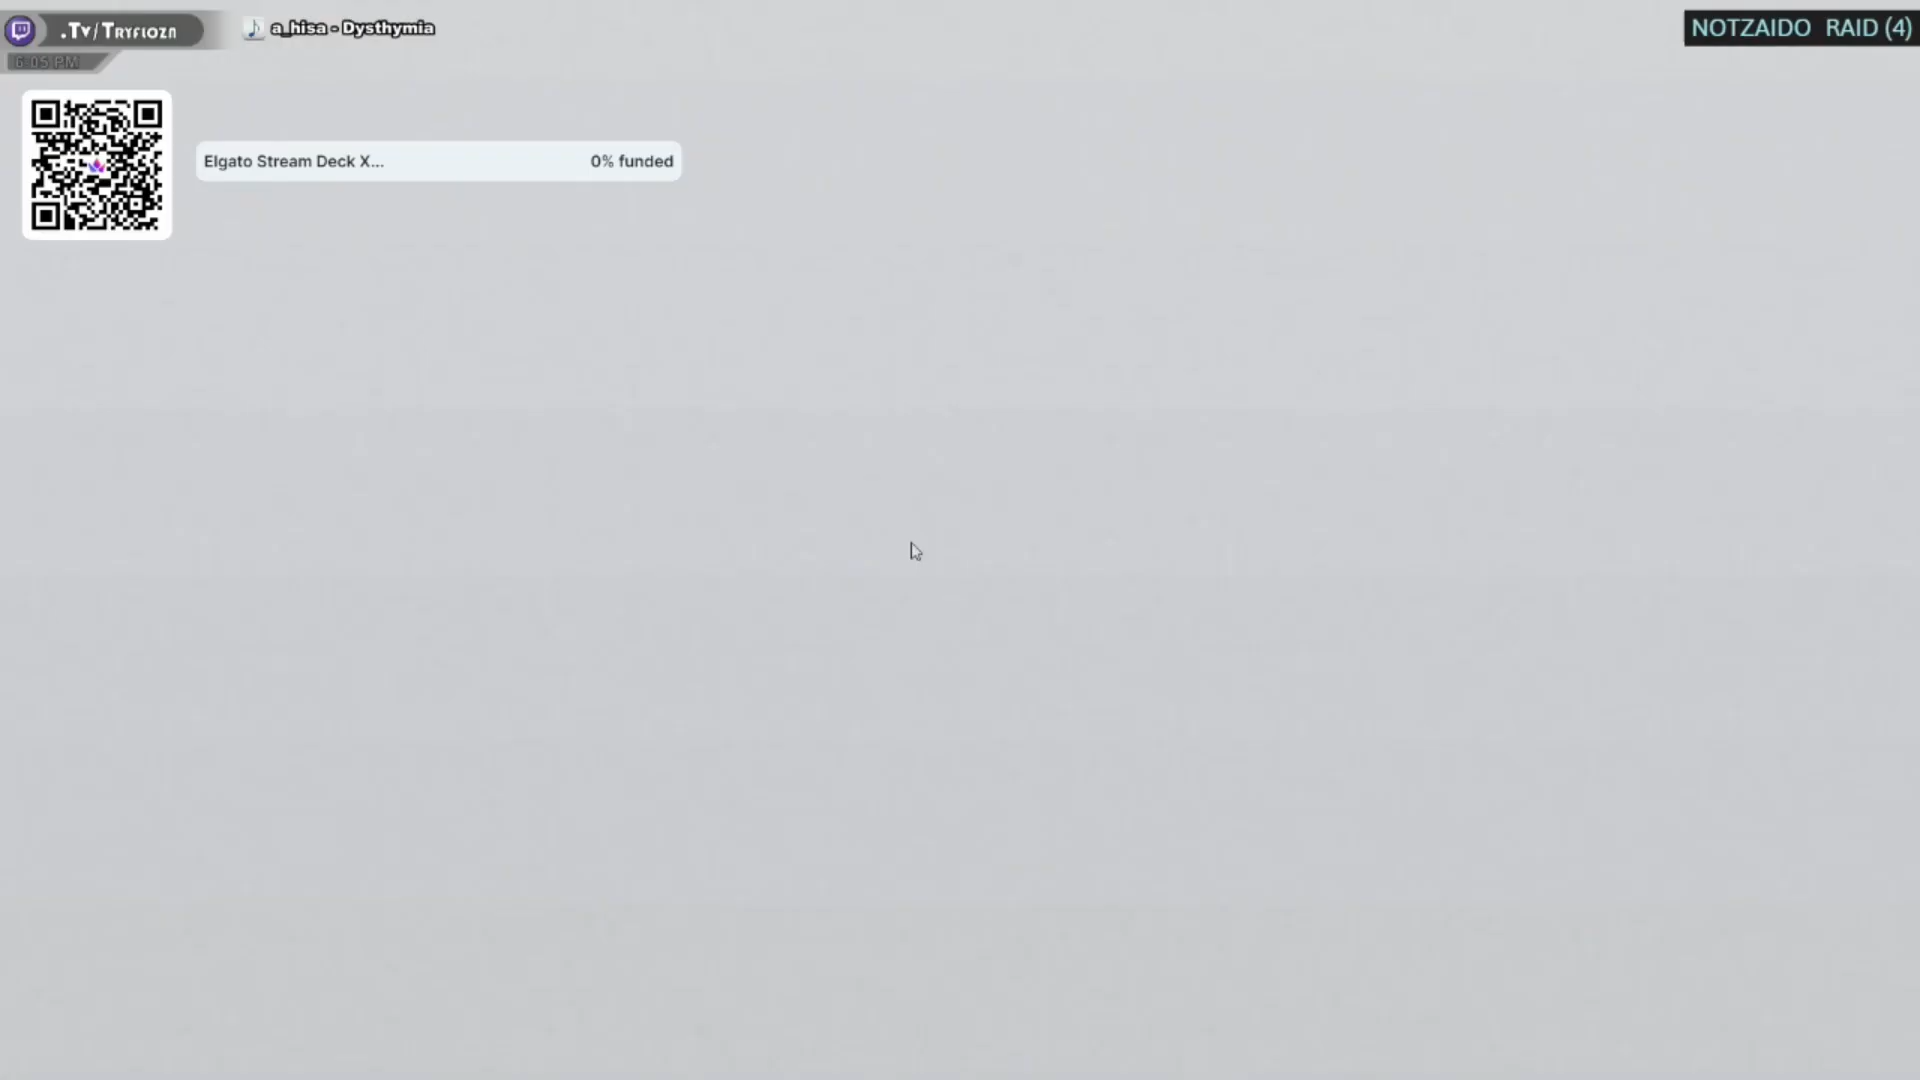 .Tv/Tryfiozn
a_hisa - Dysthymia
NOTZAIDO RAID (4)
6:05 PM
Elgato Stream Deck X...
0% funded